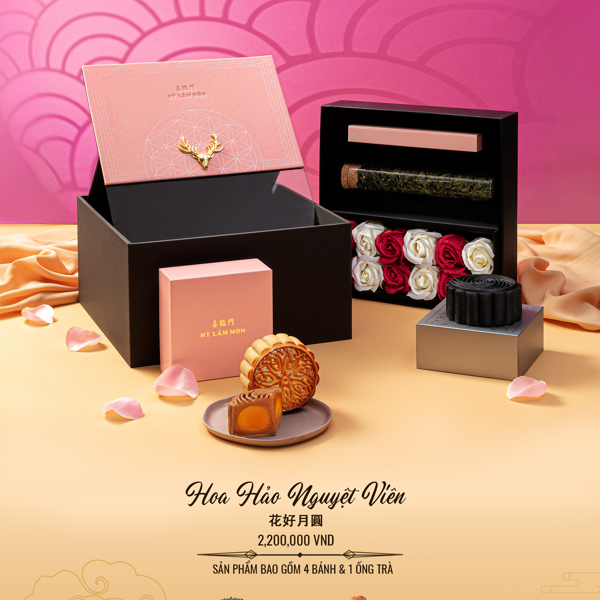 喜臨門
HỶ LÂM MÔN
喜臨門
HỶ LÂM MÔN
Hoa Hảo Nguyệt Viên
花好月圓
2,200,000 VND
SẢN PHẨM BAO GỒM 4 BÁNH & 1 ỐNG TRÀ